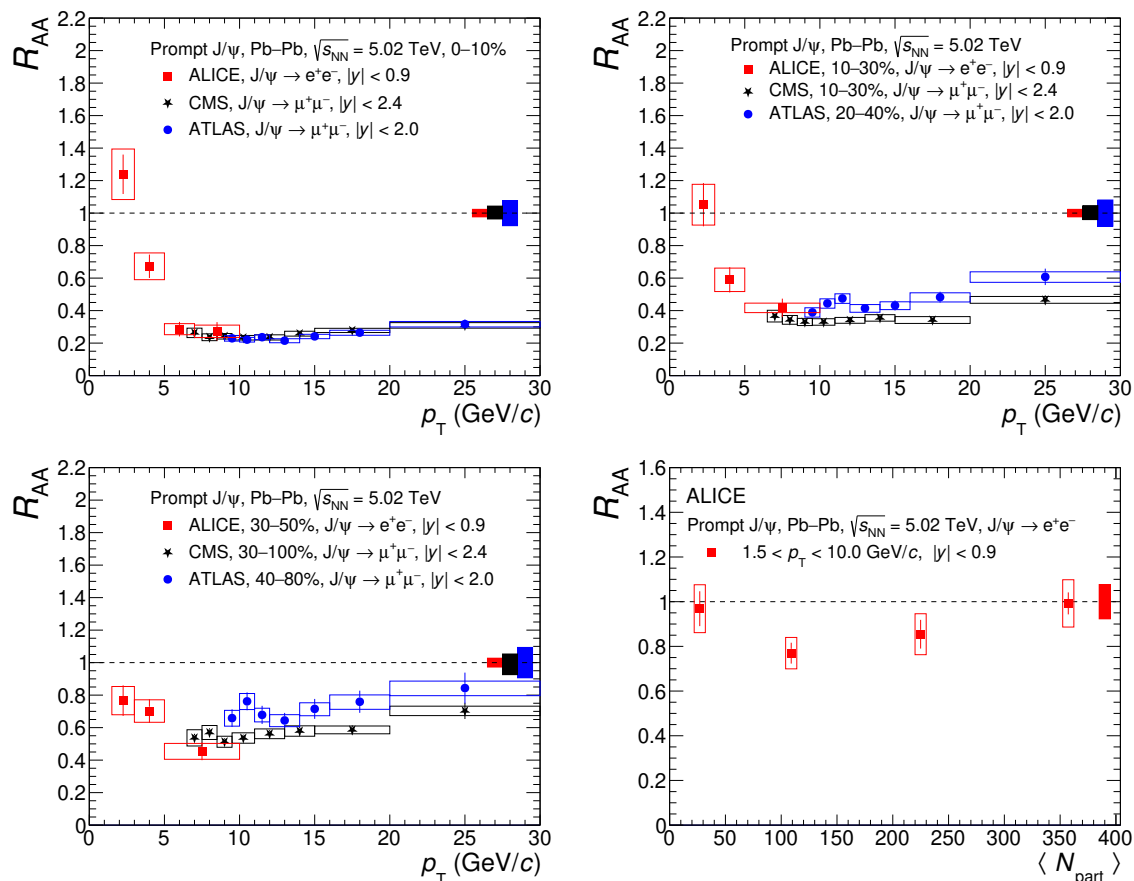 R_AA
2.2
2
1.8
1.6
1.4
1.2
1
0.8
0.6
0.4
0.2
0
Prompt J/ψ, Pb–Pb, √s_NN = 5.02 TeV, 0–10%
ALICE, J/ψ → e⁺e⁻, |y| < 0.9
CMS, J/ψ → μ⁺μ⁻, |y| < 2.4
ATLAS, J/ψ → μ⁺μ⁻, |y| < 2.0
0 5 10 15 20 25 30
p_T (GeV/c)
R_AA
2.2
2
1.8
1.6
1.4
1.2
1
0.8
0.6
0.4
0.2
0
Prompt J/ψ, Pb–Pb, √s_NN = 5.02 TeV
ALICE, 10–30%, J/ψ → e⁺e⁻, |y| < 0.9
CMS, 10–30%, J/ψ → μ⁺μ⁻, |y| < 2.4
ATLAS, 20–40%, J/ψ → μ⁺μ⁻, |y| < 2.0
0 5 10 15 20 25 30
p_T (GeV/c)
R_AA
2.2
2
1.8
1.6
1.4
1.2
1
0.8
0.6
0.4
0.2
0
Prompt J/ψ, Pb–Pb, √s_NN = 5.02 TeV
ALICE, 30–50%, J/ψ → e⁺e⁻, |y| < 0.9
CMS, 30–100%, J/ψ → μ⁺μ⁻, |y| < 2.4
ATLAS, 40–80%, J/ψ → μ⁺μ⁻, |y| < 2.0
0 5 10 15 20 25 30
p_T (GeV/c)
R_AA
1.6
1.4
1.2
1
0.8
0.6
0.4
0.2
0
ALICE
Prompt J/ψ, Pb–Pb, √s_NN = 5.02 TeV, J/ψ → e⁺e⁻
1.5 < p_T < 10.0 GeV/c, |y| < 0.9
0 50 100 150 200 250 300 350 400
⟨ N_part ⟩